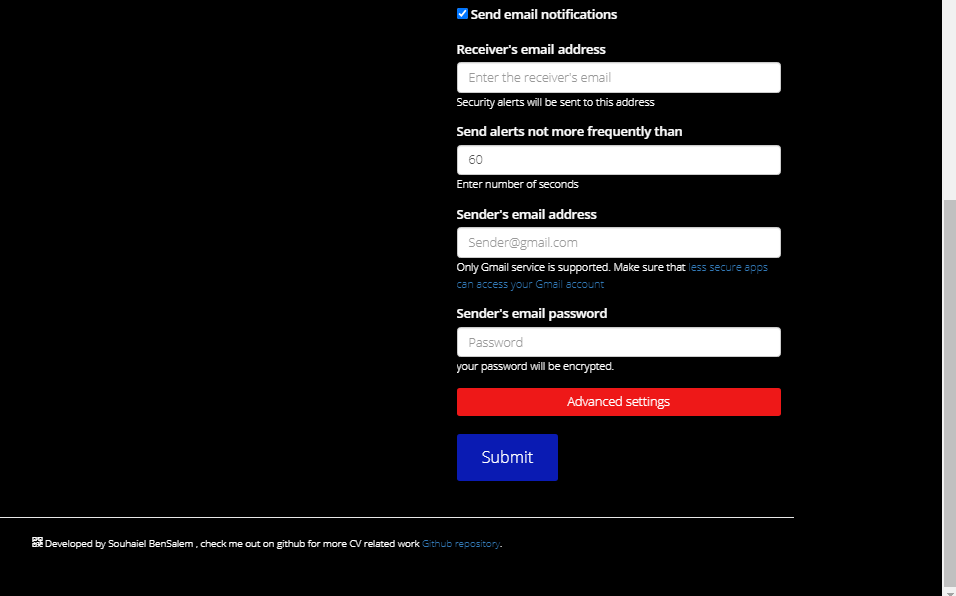 Send email notifications
Receiver's email address
Enter the receiver's email
Security alerts will be sent to this address
Send alerts not more frequently than
60
Enter number of seconds
Sender's email address
Sender@gmail.com
Only Gmail service is supported. Make sure that less secure apps
can access your Gmail account
Sender's email password
Password
your password will be encrypted.
Advanced settings
Submit
Developed by Souhaiel BenSalem , check me out on github for more CV related work Github repository.